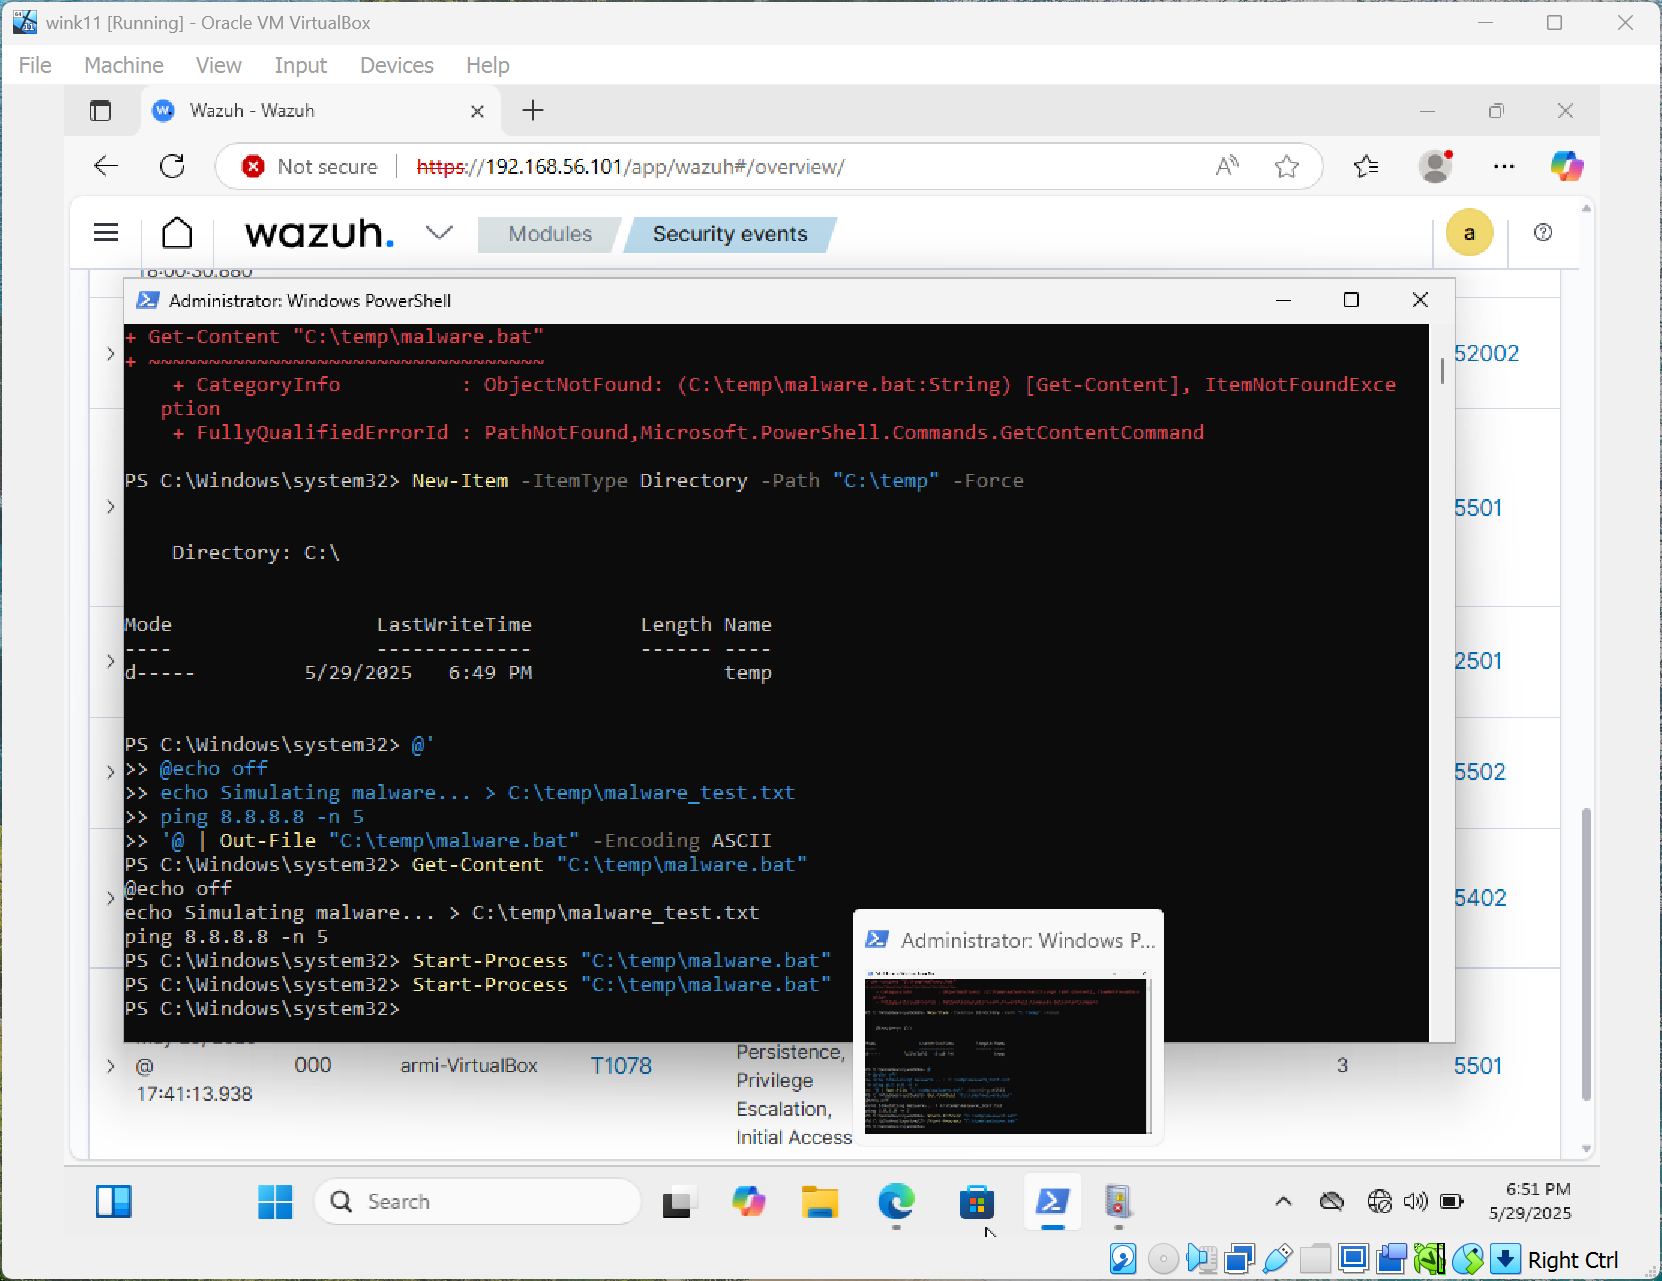 wink11 [Running] - Oracle VM VirtualBox
File Machine View Input Devices Help
Wazuh - Wazuh
Not secure https://192.168.56.101/app/wazuh#/overview/
wazuh. Modules Security events a
18:00:30.880
Administrator: Windows PowerShell
+ Get-Content "C:\temp\malware.bat"
+ ~~~~~~~~~~~~~~~~~~~~~~~~~~~~~~~~~
+ CategoryInfo : ObjectNotFound: (C:\temp\malware.bat:String) [Get-Content], ItemNotFoundExce
ption
+ FullyQualifiedErrorId : PathNotFound,Microsoft.PowerShell.Commands.GetContentCommand
PS C:\Windows\system32> New-Item -ItemType Directory -Path "C:\temp" -Force
Directory: C:\
Mode LastWriteTime Length Name
---- ------------- ------ ----
d----- 5/29/2025 6:49 PM temp
PS C:\Windows\system32> @'
>> @echo off
>> echo Simulating malware... > C:\temp\malware_test.txt
>> ping 8.8.8.8 -n 5
>> '@ | Out-File "C:\temp\malware.bat" -Encoding ASCII
PS C:\Windows\system32> Get-Content "C:\temp\malware.bat"
@echo off
echo Simulating malware... > C:\temp\malware_test.txt
ping 8.8.8.8 -n 5
PS C:\Windows\system32> Start-Process "C:\temp\malware.bat"
PS C:\Windows\system32> Start-Process "C:\temp\malware.bat"
PS C:\Windows\system32>
52002
5501
2501
5502
5402
Administrator: Windows P...
@
17:41:13.938
000
armi-VirtualBox
T1078
Persistence,
Privilege
Escalation,
Initial Access
3
5501
Search
6:51 PM
5/29/2025
Right Ctrl